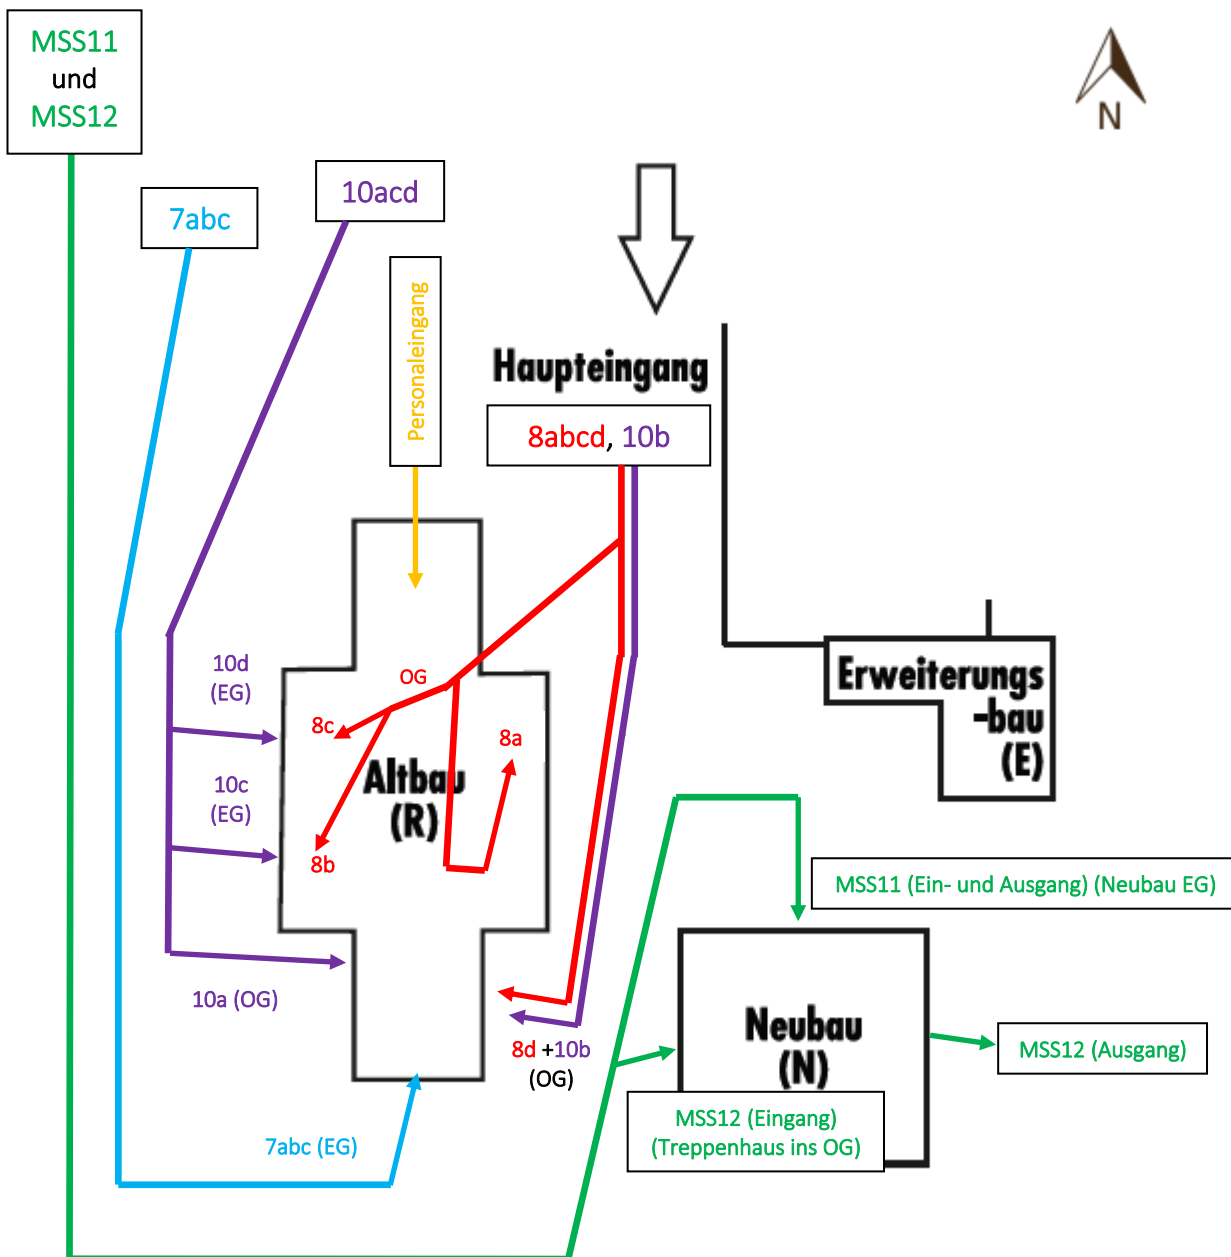 MSS11
und
MSS12
N
10acd
7abc
Personaleingang
Haupteingang
8abcd, 10b
10d
(EG)
OG
8c
8a
10c
(EG)
Altbau
(R)
8b
Erweiterungs
-bau
(E)
MSS11 (Ein- und Ausgang) (Neubau EG)
10a (OG)
8d +10b
(OG)
Neubau
(N)
MSS12 (Ausgang)
MSS12 (Eingang)
(Treppenhaus ins OG)
7abc (EG)